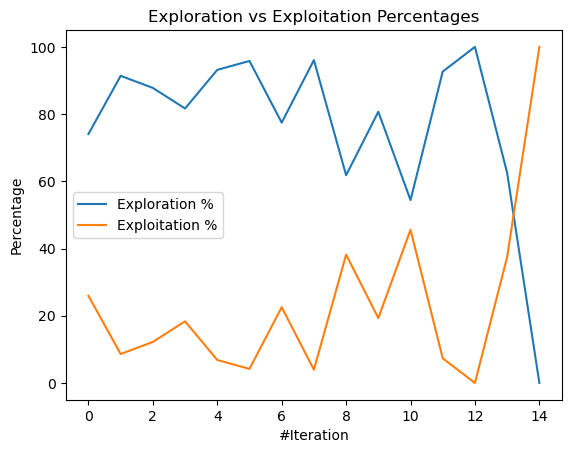 Exploration vs Exploitation Percentages
100
80
60
40
20
0
Percentage
Exploration %
Exploitation %
0 2 4 6 8 10 12 14
#Iteration